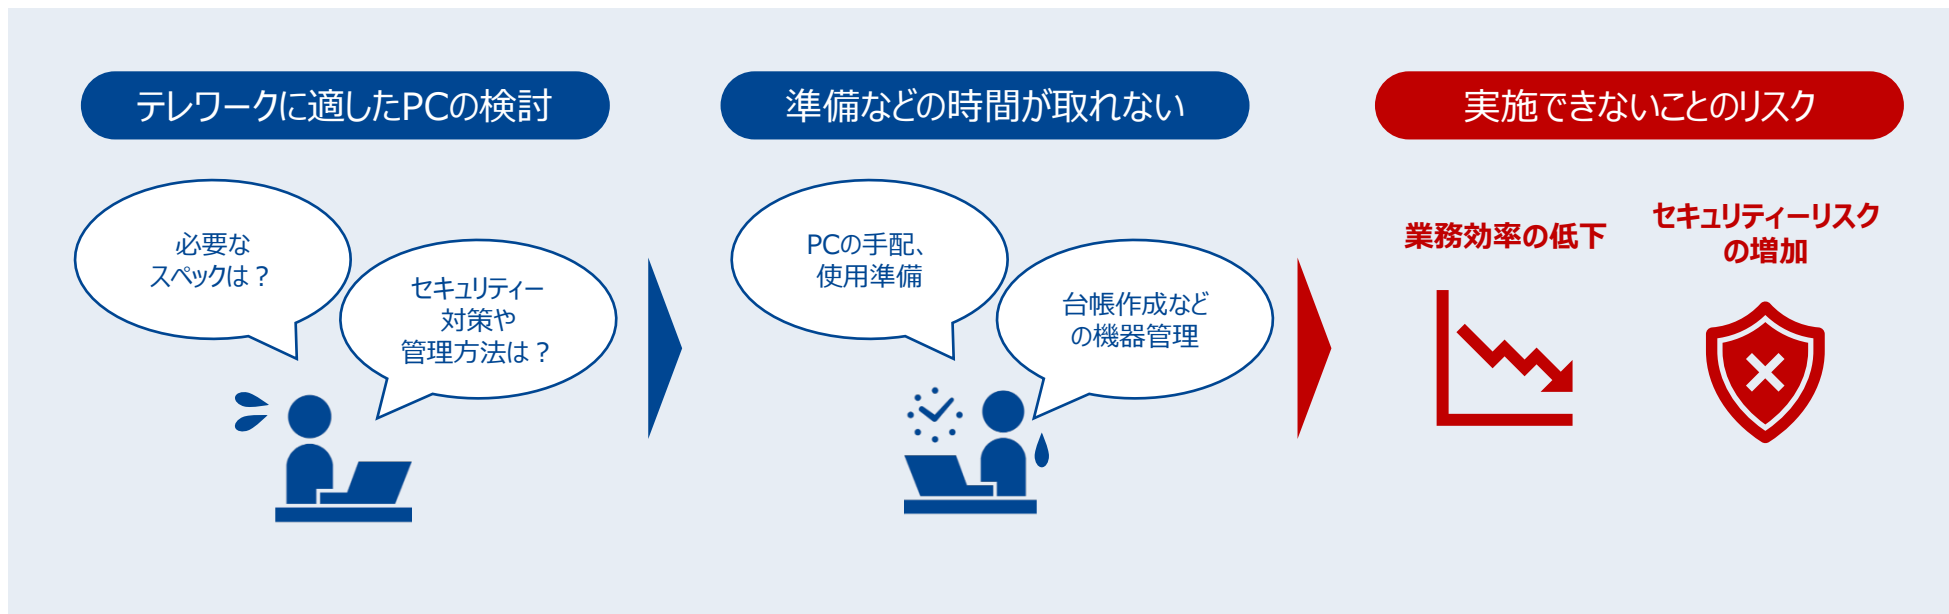 テレワークに適したPCの検討
必要な
スペックは？
セキュリティー
対策や
管理方法は？
準備などの時間が取れない
PCの手配、
使用準備
台帳作成など
の機器管理
実施できないことのリスク
業務効率の低下
セキュリティーリスク
の増加